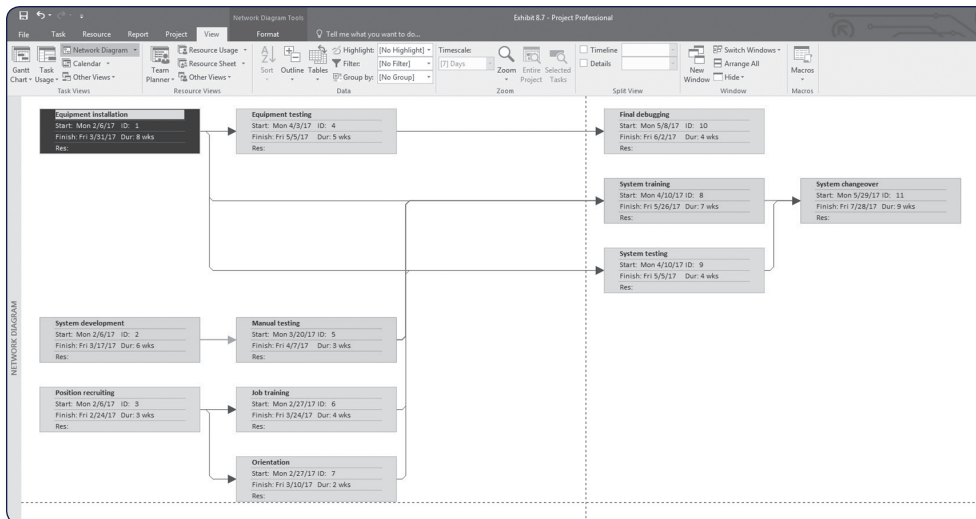 Network Diagram Tools
Exhibit 8.7 - Project Professional
File Task Resource Report Project View Format Tell me what you want to do...
Gantt Chart
Task Usage
Network Diagram
Calendar
Other Views
Task Views
Team Planner
Resource Usage
Resource Sheet
Other Views
Resource Views
Sort
Outline
Tables
Highlight: [No Highlight]
Filter: [No Filter]
Group by: [No Group]
Data
Timescale:
[7] Days
Zoom
Entire Project
Selected Tasks
Zoom
Timeline
Details
Split View
New Window
Switch Windows
Arrange All
Hide
Window
Macros
Macros
NETWORK DIAGRAM
Equipment installation
Start: Mon 2/6/17 ID: 1
Finish: Fri 3/31/17 Dur: 8 wks
Res:
Equipment testing
Start: Mon 4/3/17 ID: 4
Finish: Fri 5/5/17 Dur: 5 wks
Res:
Final debugging
Start: Mon 5/8/17 ID: 10
Finish: Fri 6/2/17 Dur: 4 wks
Res:
System training
Start: Mon 4/10/17 ID: 8
Finish: Fri 5/26/17 Dur: 7 wks
Res:
System changeover
Start: Mon 5/29/17 ID: 11
Finish: Fri 7/28/17 Dur: 9 wks
Res:
System testing
Start: Mon 4/10/17 ID: 9
Finish: Fri 5/5/17 Dur: 4 wks
Res:
System development
Start: Mon 2/6/17 ID: 2
Finish: Fri 3/17/17 Dur: 6 wks
Res:
Manual testing
Start: Mon 3/20/17 ID: 5
Finish: Fri 4/7/17 Dur: 3 wks
Res:
Position recruiting
Start: Mon 2/6/17 ID: 3
Finish: Fri 2/24/17 Dur: 3 wks
Res:
Job training
Start: Mon 2/27/17 ID: 6
Finish: Fri 3/24/17 Dur: 4 wks
Res:
Orientation
Start: Mon 2/27/17 ID: 7
Finish: Fri 3/10/17 Dur: 2 wks
Res: